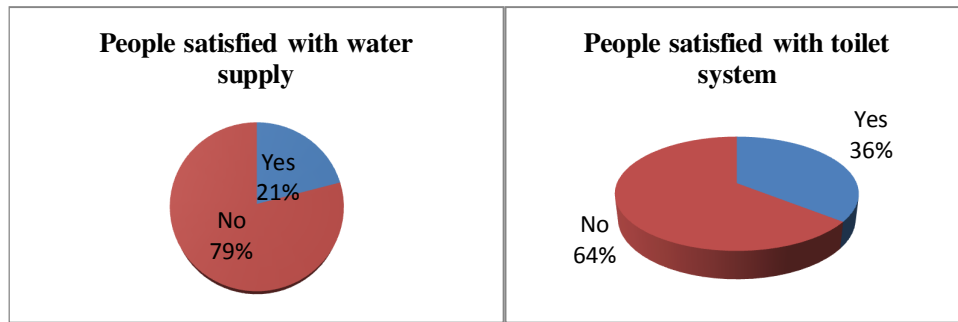 People satisfied with water
supply
Yes
21%
No
79%
People satisfied with toilet
system
Yes
36%
No
64%